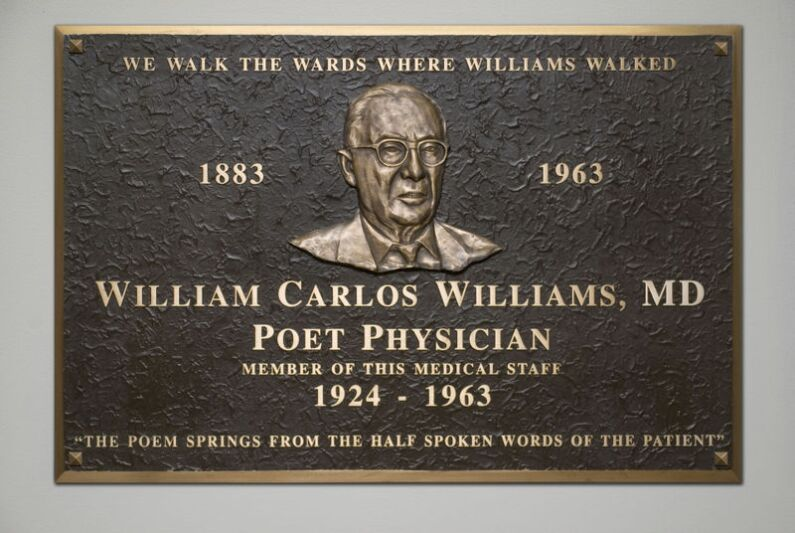 WE WALK THE WARDS WHERE WILLIAMS WALKED
1883 1963
WILLIAM CARLOS WILLIAMS, MD
POET PHYSICIAN
MEMBER OF THIS MEDICAL STAFF
1924 - 1963
"THE POEM SPRINGS FROM THE HALF SPOKEN WORDS OF THE PATIENT"